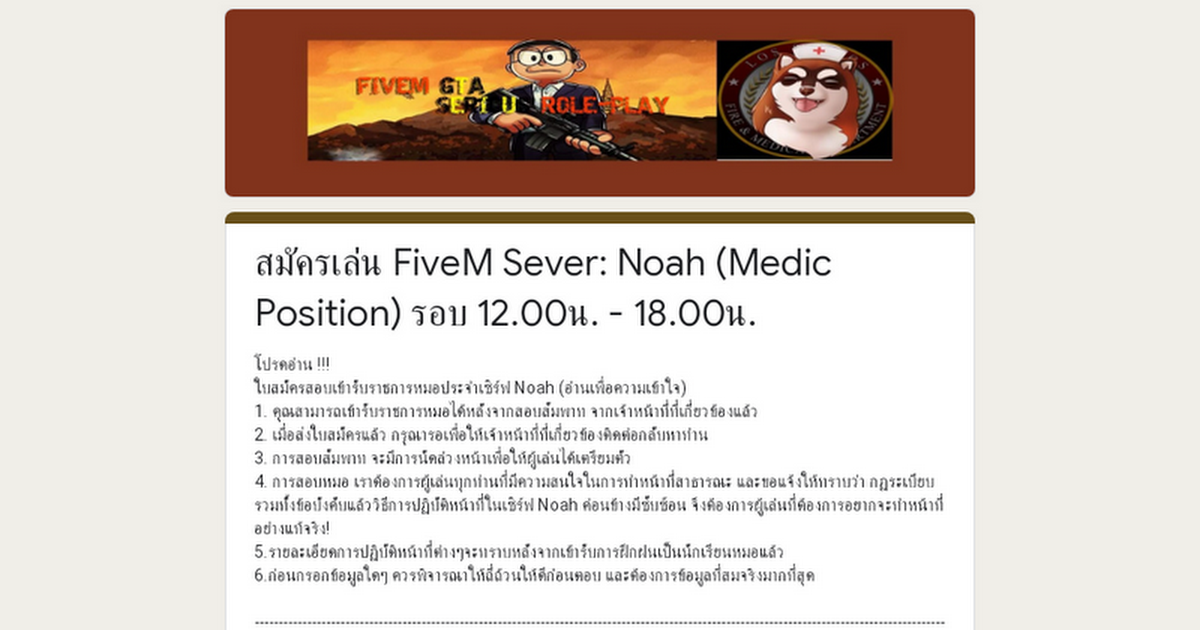 FIVEM GTA
SERIOUS ROLE-PLAY
LOS
FIRE & MEDICAL DEPARTMENT
สมัครเล่น FiveM Sever: Noah (Medic
Position) รอบ 12.00น. - 18.00น.
โปรดอ่าน !!!
ใบสมัครสอบเข้ารับราชการหมอประจำเซิร์ฟ Noah (อ่านเพื่อความเข้าใจ)
1. คุณสามารถเข้ารับราชการหมอได้หลังจากสอบสัมพาท จากเจ้าหน้าที่ที่เกี่ยวข้องแล้ว
2. เมื่อส่งใบสมัครแล้ว กรุณารอเพื่อให้เจ้าหน้าที่ที่เกี่ยวข้องติดต่อกลับหาท่าน
3. การสอบสัมพาท จะมีการนัดล่วงหน้าเพื่อให้ผู้เล่นได้เตรียมตัว
4. การสอบหมอ เราต้องการผู้เล่นทุกท่านที่มีความสนใจในการทำหน้าที่สาธารณะ และขอแจ้งให้ทราบว่า กฏระเบียบ
รวมทั้งข้อบังคับแล้ววิธีการปฏิบัติหน้าที่ในเซิร์ฟ Noah ค่อนข้างมีซับซ้อน จึงต้องการผู้เล่นที่ต้องการอยากจะทำหน้าที่
อย่างแท้จริง!
5.รายละเอียดการปฏิบัติหน้าที่ต่างๆจะทราบหลังจากเข้ารับการฝึกฝนเป็นนักเรียนหมอแล้ว
6.ก่อนกรอกข้อมูลใดๆ ควรพิจารณาให้ถี่ถ้วนให้ดีก่อนตอบ และต้องการข้อมูลที่สมจริงมากที่สุด